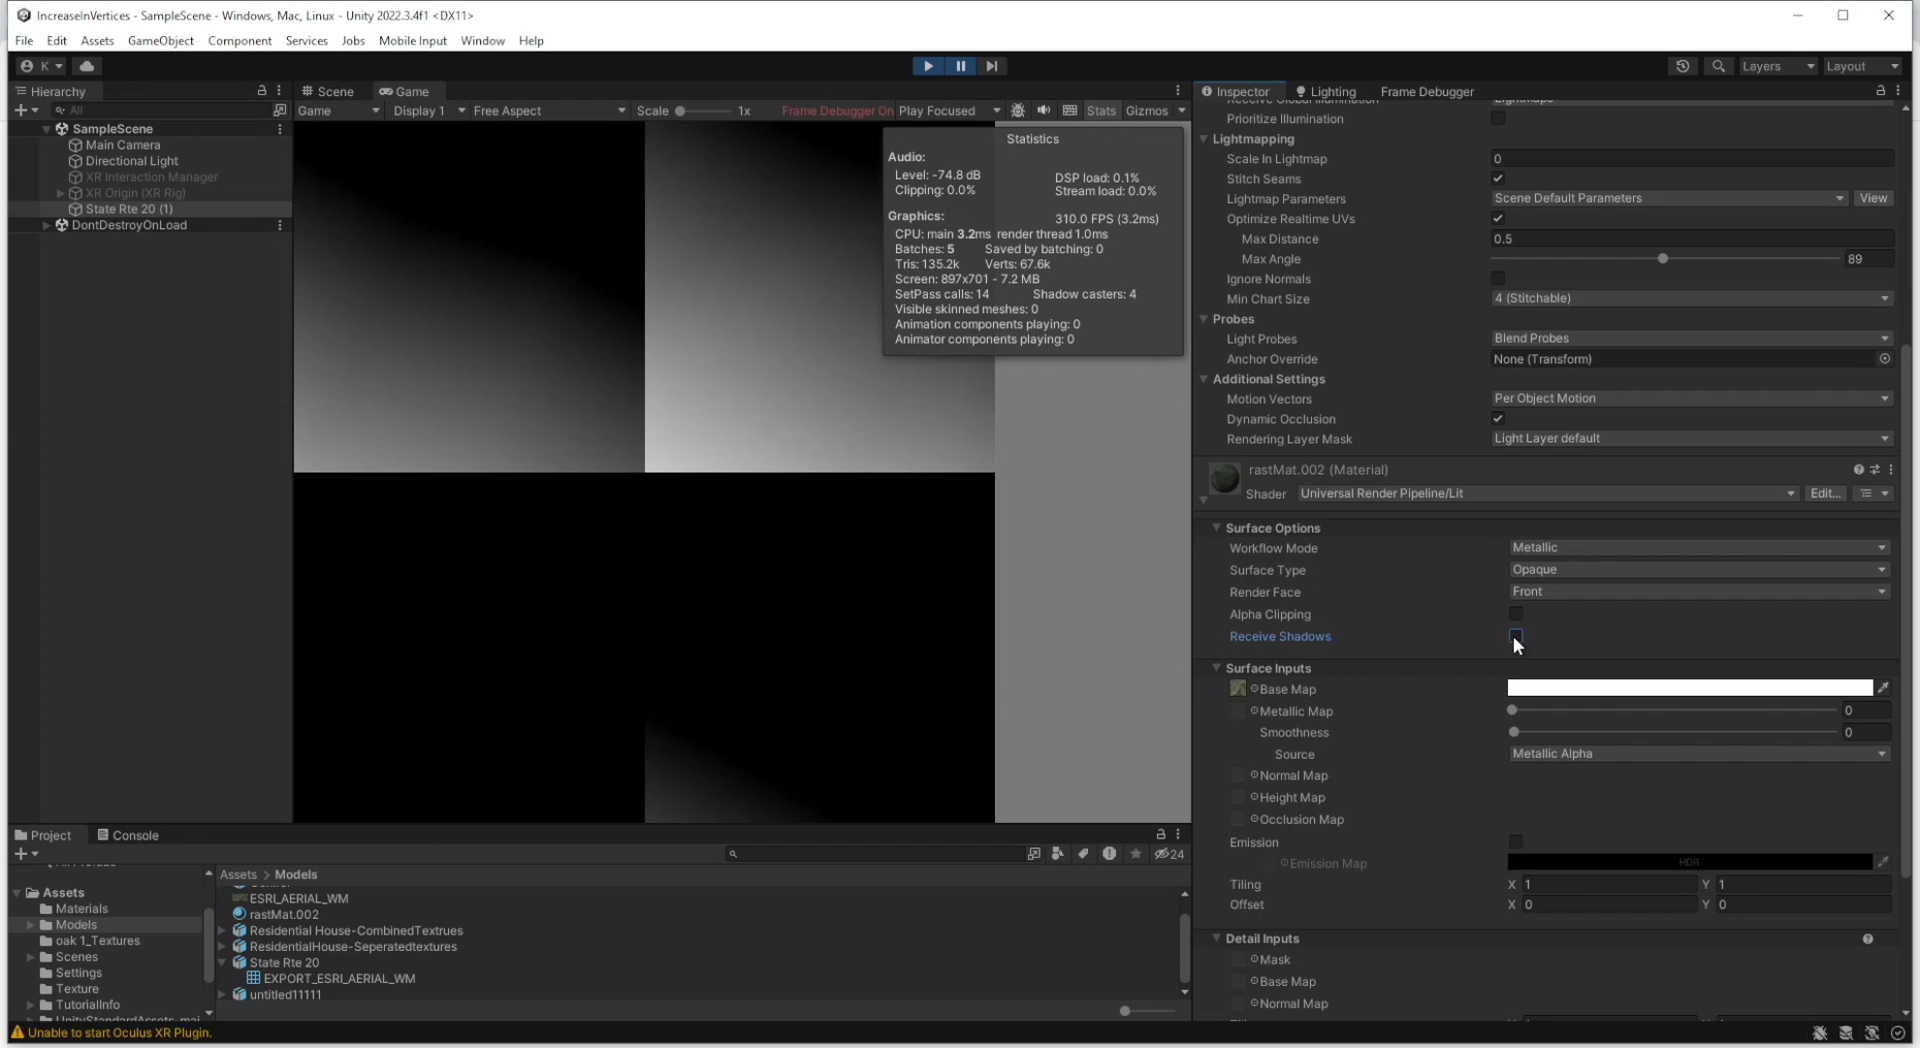 IncreaseInVertices - SampleScene - Windows, Mac, Linux - Unity 2022.3.4f1 <DX11>
File Edit Assets GameObject Component Services Jobs Mobile Input Window Help
K Layers Layout
Hierarchy
All
SampleScene
Main Camera
Directional Light
XR Interaction Manager
XR Origin (XR Rig)
State Rte 20 (1)
DontDestroyOnLoad
Scene Game
Game Display 1 Free Aspect Scale 1x Frame Debugger On Play Focused Stats Gizmos
Statistics
Audio:
Level: -74.8 dB DSP load: 0.1%
Clipping: 0.0% Stream load: 0.0%
Graphics: 310.0 FPS (3.2ms)
CPU: main 3.2ms render thread 1.0ms
Batches: 5 Saved by batching: 0
Tris: 135.2k Verts: 67.6k
Screen: 897x701 - 7.2 MB
SetPass calls: 14 Shadow casters: 4
Visible skinned meshes: 0
Animation components playing: 0
Animator components playing: 0
Inspector Lighting Frame Debugger
Receive Global Illumination Lightmaps
Prioritize Illumination
Lightmapping
Scale In Lightmap 0
Stitch Seams
Lightmap Parameters Scene Default Parameters View
Optimize Realtime UVs
Max Distance 0.5
Max Angle 89
Ignore Normals
Min Chart Size 4 (Stitchable)
Probes
Light Probes Blend Probes
Anchor Override None (Transform)
Additional Settings
Motion Vectors Per Object Motion
Dynamic Occlusion
Rendering Layer Mask Light Layer default
rastMat.002 (Material)
Shader Universal Render Pipeline/Lit Edit...
Surface Options
Workflow Mode Metallic
Surface Type Opaque
Render Face Front
Alpha Clipping
Receive Shadows
Surface Inputs
Base Map
Metallic Map 0
Smoothness 0
Source Metallic Alpha
Normal Map
Height Map
Occlusion Map
Emission
Emission Map HDR
Tiling X 1 Y 1
Offset X 0 Y 0
Detail Inputs
Mask
Base Map
Normal Map
Project Console
24
Assets
Materials
Models
oak 1_Textures
Scenes
Settings
Texture
TutorialInfo
Assets > Models
ESRI_AERIAL_WM
rastMat.002
Residential House-CombinedTextrues
ResidentialHouse-Seperatedtextures
State Rte 20
EXPORT_ESRI_AERIAL_WM
untitled11111
Unable to start Oculus XR Plugin.